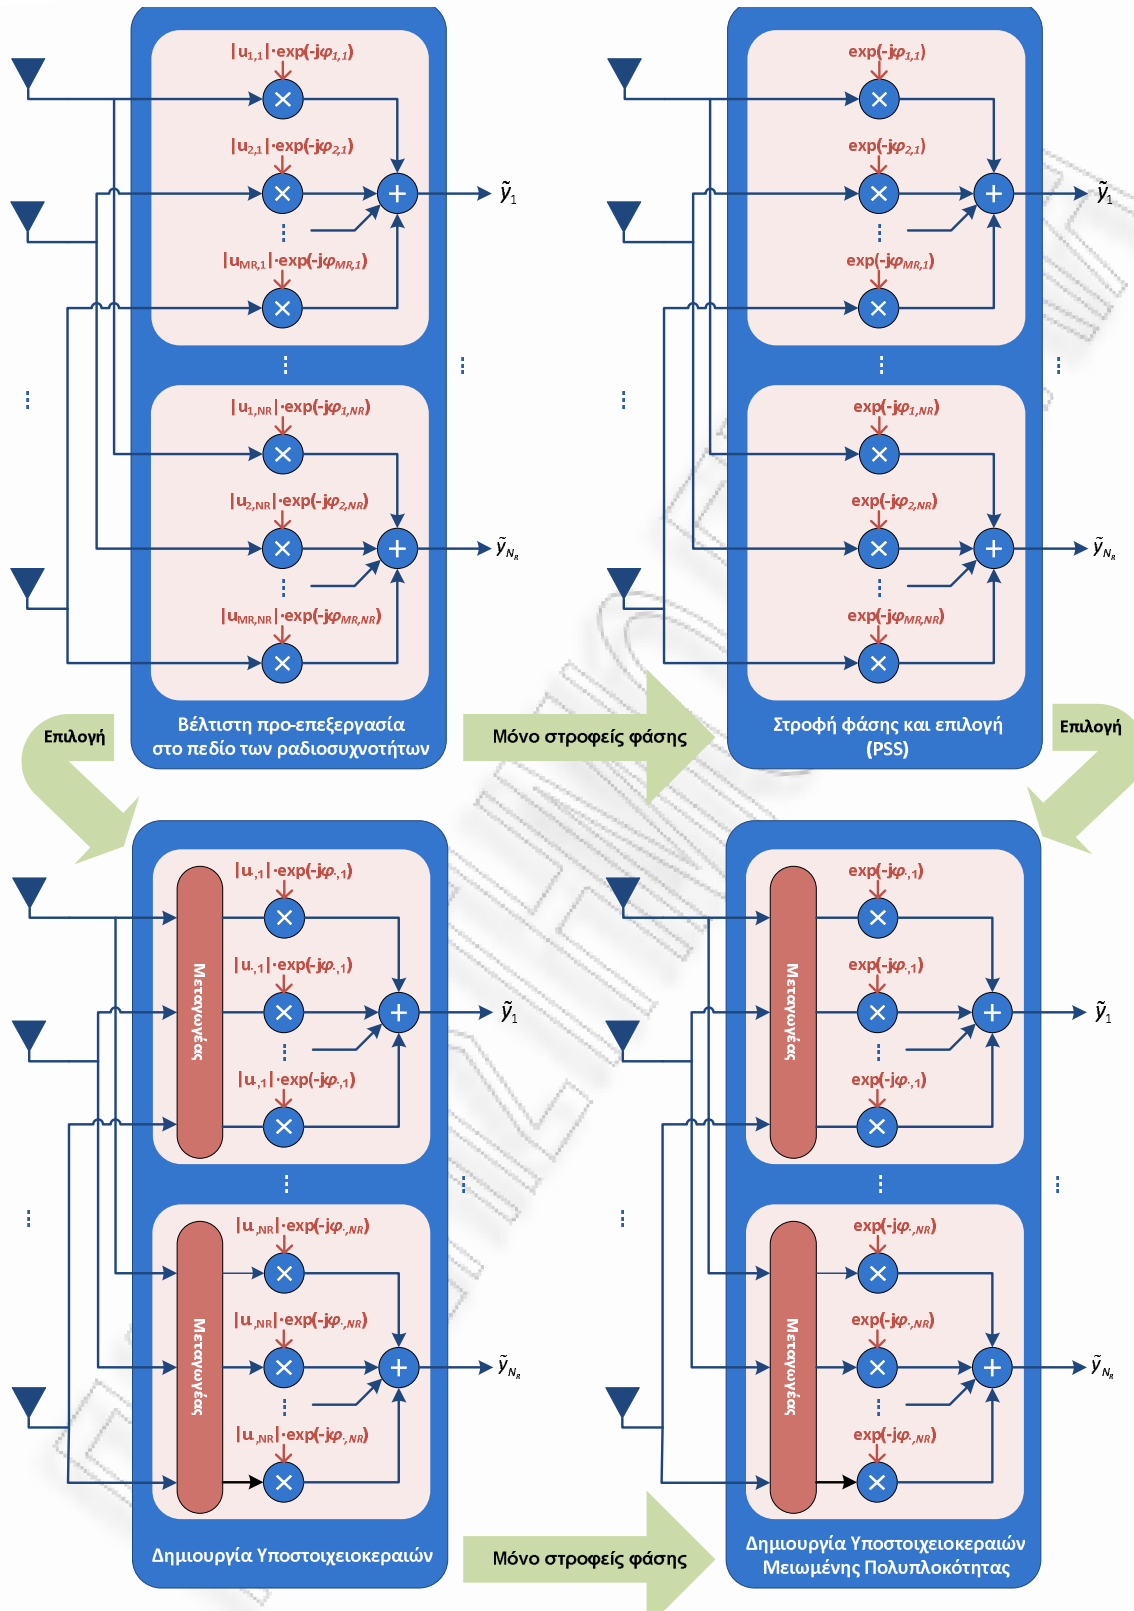 |u1,1|·exp(-jφ1,1)
|u2,1|·exp(-jφ2,1)
ỹ1
|uMR,1|·exp(-jφMR,1)
|u1,NR|·exp(-jφ1,NR)
|u2,NR|·exp(-jφ2,NR)
ỹNR
|uMR,NR|·exp(-jφMR,NR)
Βέλτιστη προ-επεξεργασία
στο πεδίο των ραδιοσυχνοτήτων
exp(-jφ1,1)
exp(-jφ2,1)
ỹ1
exp(-jφMR,1)
exp(-jφ1,NR)
exp(-jφ2,NR)
ỹNR
exp(-jφMR,NR)
Στροφή φάσης και επιλογή
(PSS)
Επιλογή
Μόνο στροφείς φάσης
Επιλογή
|u·,1|·exp(-jφ·,1)
|u·,1|·exp(-jφ·,1)
Μεταγωγέας
ỹ1
|u·,1|·exp(-jφ·,1)
|u·,NR|·exp(-jφ·,NR)
|u·,NR|·exp(-jφ·,NR)
Μεταγωγέας
ỹNR
|u·,NR|·exp(-jφ·,NR)
Δημιουργία Υποστοιχειοκεραιών
exp(-jφ·,1)
exp(-jφ·,1)
Μεταγωγέας
ỹ1
exp(-jφ·,1)
exp(-jφ·,NR)
exp(-jφ·,NR)
Μεταγωγέας
ỹNR
exp(-jφ·,NR)
Δημιουργία Υποστοιχειοκεραιών
Μειωμένης Πολυπλοκότητας
Μόνο στροφείς φάσης